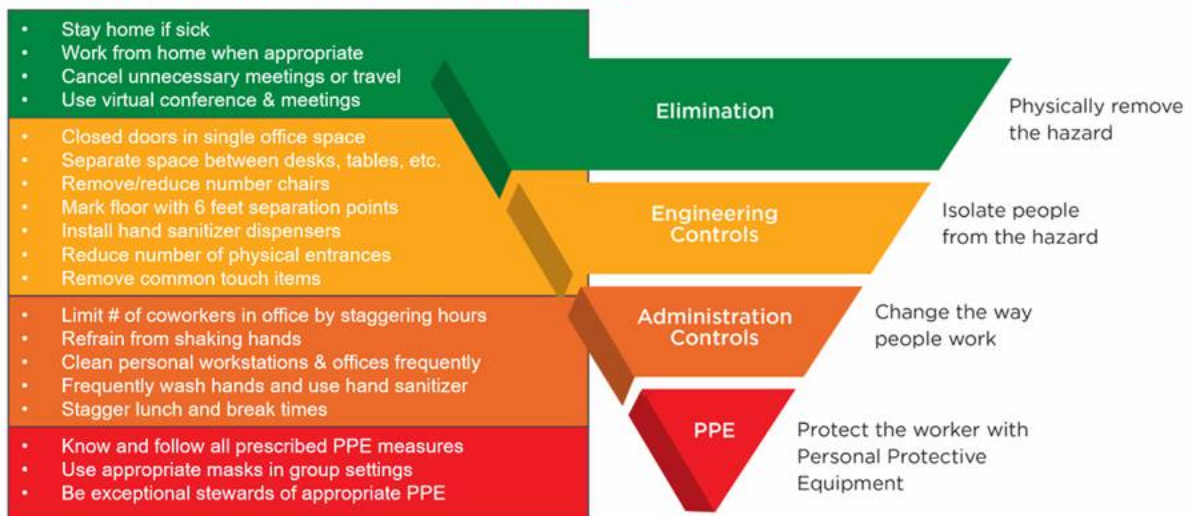 • Stay home if sick
• Work from home when appropriate
• Cancel unnecessary meetings or travel
• Use virtual conference & meetings
Elimination
Physically remove
the hazard
• Closed doors in single office space
• Separate space between desks, tables, etc.
• Remove/reduce number chairs
• Mark floor with 6 feet separation points
• Install hand sanitizer dispensers
• Reduce number of physical entrances
• Remove common touch items
Engineering
Controls
Isolate people
from the hazard
• Limit # of coworkers in office by staggering hours
• Refrain from shaking hands
• Clean personal workstations & offices frequently
• Frequently wash hands and use hand sanitizer
• Stagger lunch and break times
Administration
Controls
Change the way
people work
• Know and follow all prescribed PPE measures
• Use appropriate masks in group settings
• Be exceptional stewards of appropriate PPE
PPE
Protect the worker with
Personal Protective
Equipment